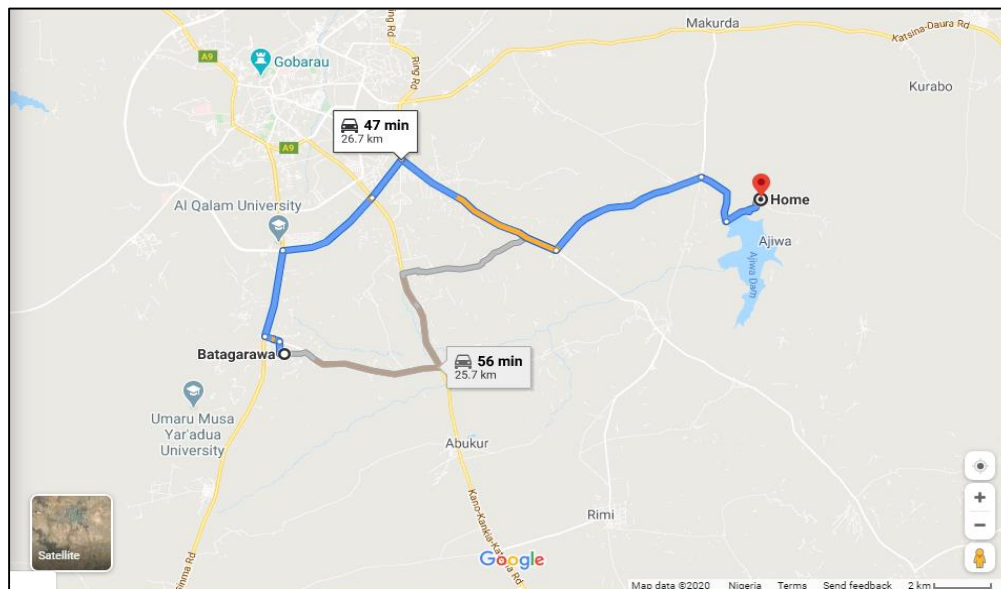 Makurda
Katsina-Daura Rd
A9
Gobarau
Ring Rd
Kurabo
47 min
26.7 km
A9
Al Qalam University
Home
Ajiwa
Ajiwa Dam
Batagarawa
56 min
25.7 km
Umaru Musa
Yar'adua
University
Abukur
Kano-Kankia-Katsina Rd
Rimi
Satellite
Google
Map data ©2020
Nigeria
Terms
Send feedback
2 km